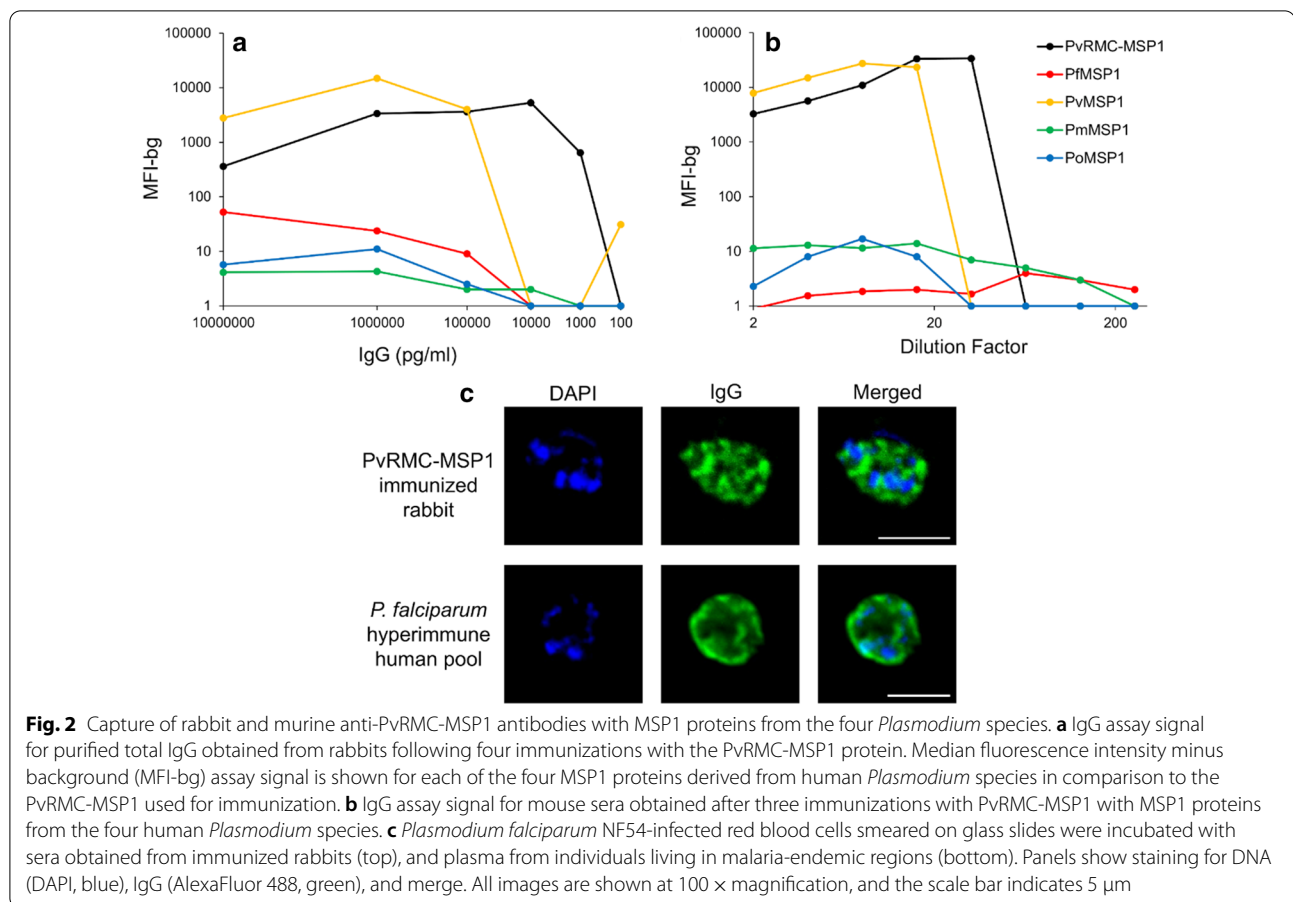 a
100000
10000
1000
100
10
1
MFI-bg
10000000
1000000
100000
10000
1000
100
IgG (pg/ml)
b
100000
10000
1000
100
10
1
MFI-bg
2
20
200
Dilution Factor
PvRMC-MSP1
PfMSP1
PvMSP1
PmMSP1
PoMSP1
c
DAPI
IgG
Merged
PvRMC-MSP1
immunized
rabbit
P. falciparum
hyperimmune
human pool
Fig. 2 Capture of rabbit and murine anti-PvRMC-MSP1 antibodies with MSP1 proteins from the four Plasmodium species. a IgG assay signal
for purified total IgG obtained from rabbits following four immunizations with the PvRMC-MSP1 protein. Median fluorescence intensity minus
background (MFI-bg) assay signal is shown for each of the four MSP1 proteins derived from human Plasmodium species in comparison to the
PvRMC-MSP1 used for immunization. b IgG assay signal for mouse sera obtained after three immunizations with PvRMC-MSP1 with MSP1 proteins
from the four human Plasmodium species. c Plasmodium falciparum NF54-infected red blood cells smeared on glass slides were incubated with
sera obtained from immunized rabbits (top), and plasma from individuals living in malaria-endemic regions (bottom). Panels show staining for DNA
(DAPI, blue), IgG (AlexaFluor 488, green), and merge. All images are shown at 100 × magnification, and the scale bar indicates 5 μm